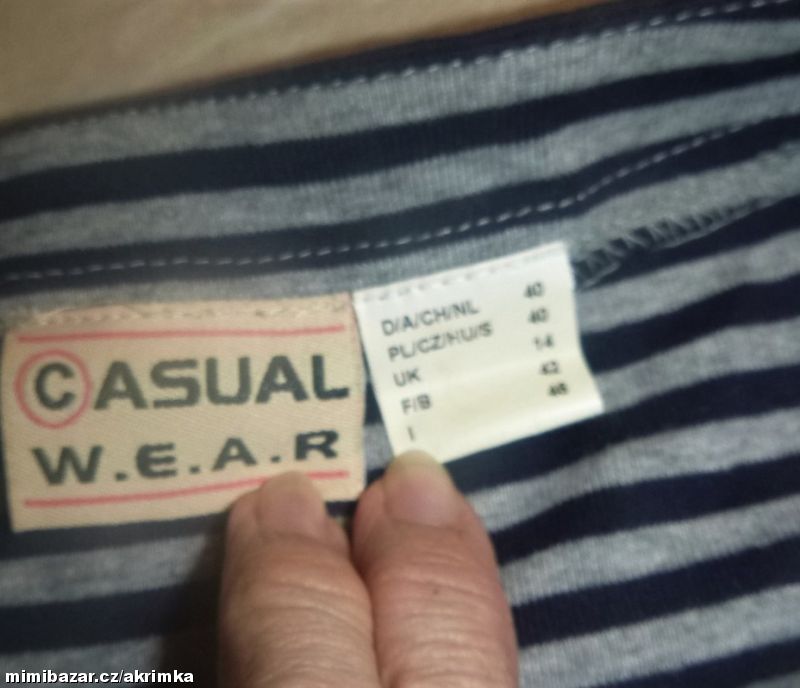 CASUAL
W.E.A.R
D/A/CH/NL 40
PL/CZ/HU/S 40
UK 14
F/B 42
I 46
mimibazar.cz/akrimka